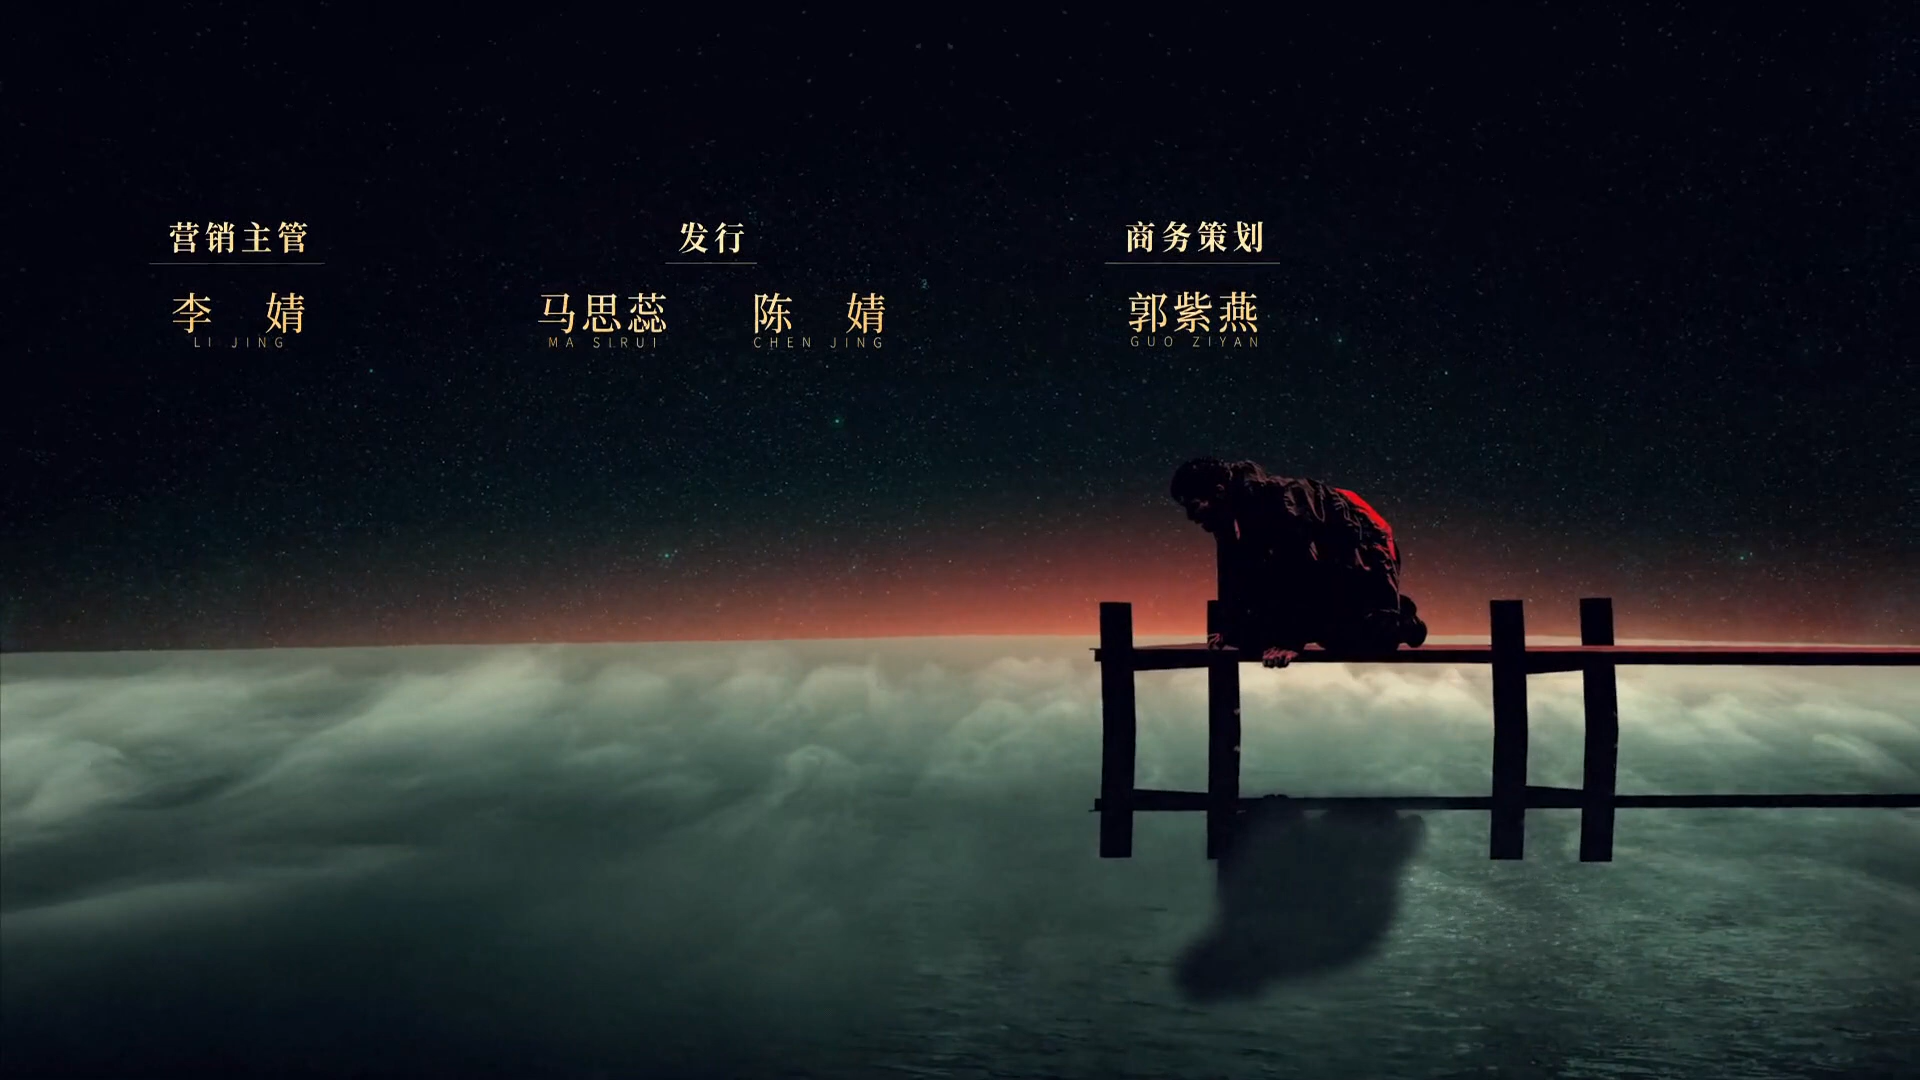 营销主管
李 婧
LI JING
发行
马思蕊 陈 婧
MA SIRUI CHEN JING
商务策划
郭紫燕
GUO ZIYAN